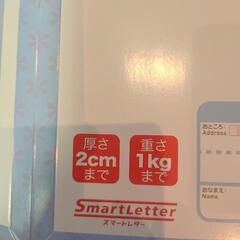 厚さ
2cm
まで
重さ
1kg
まで
SmartLetter
スマートレター
おところ:
Address
おなまえ:
Name